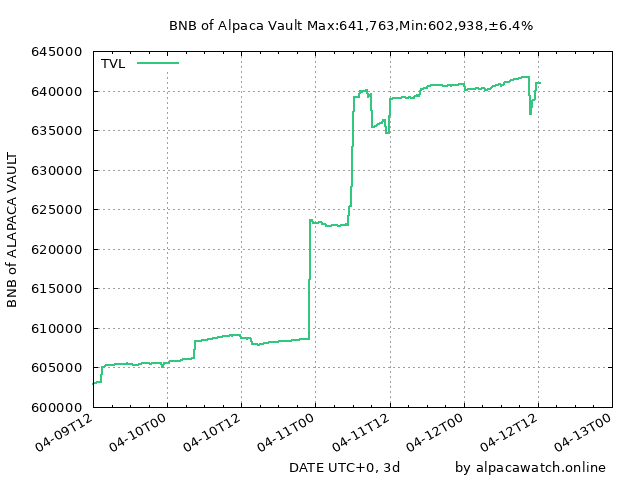 BNB of Alpaca Vault Max:641,763,Min:602,938,±6.4%
TVL
BNB of ALAPACA VAULT
645000
640000
635000
630000
625000
620000
615000
610000
605000
600000
04-09T12
04-10T00
04-10T12
04-11T00
04-11T12
04-12T00
04-12T12
04-13T00
DATE UTC+0, 3d
by alpacawatch.online